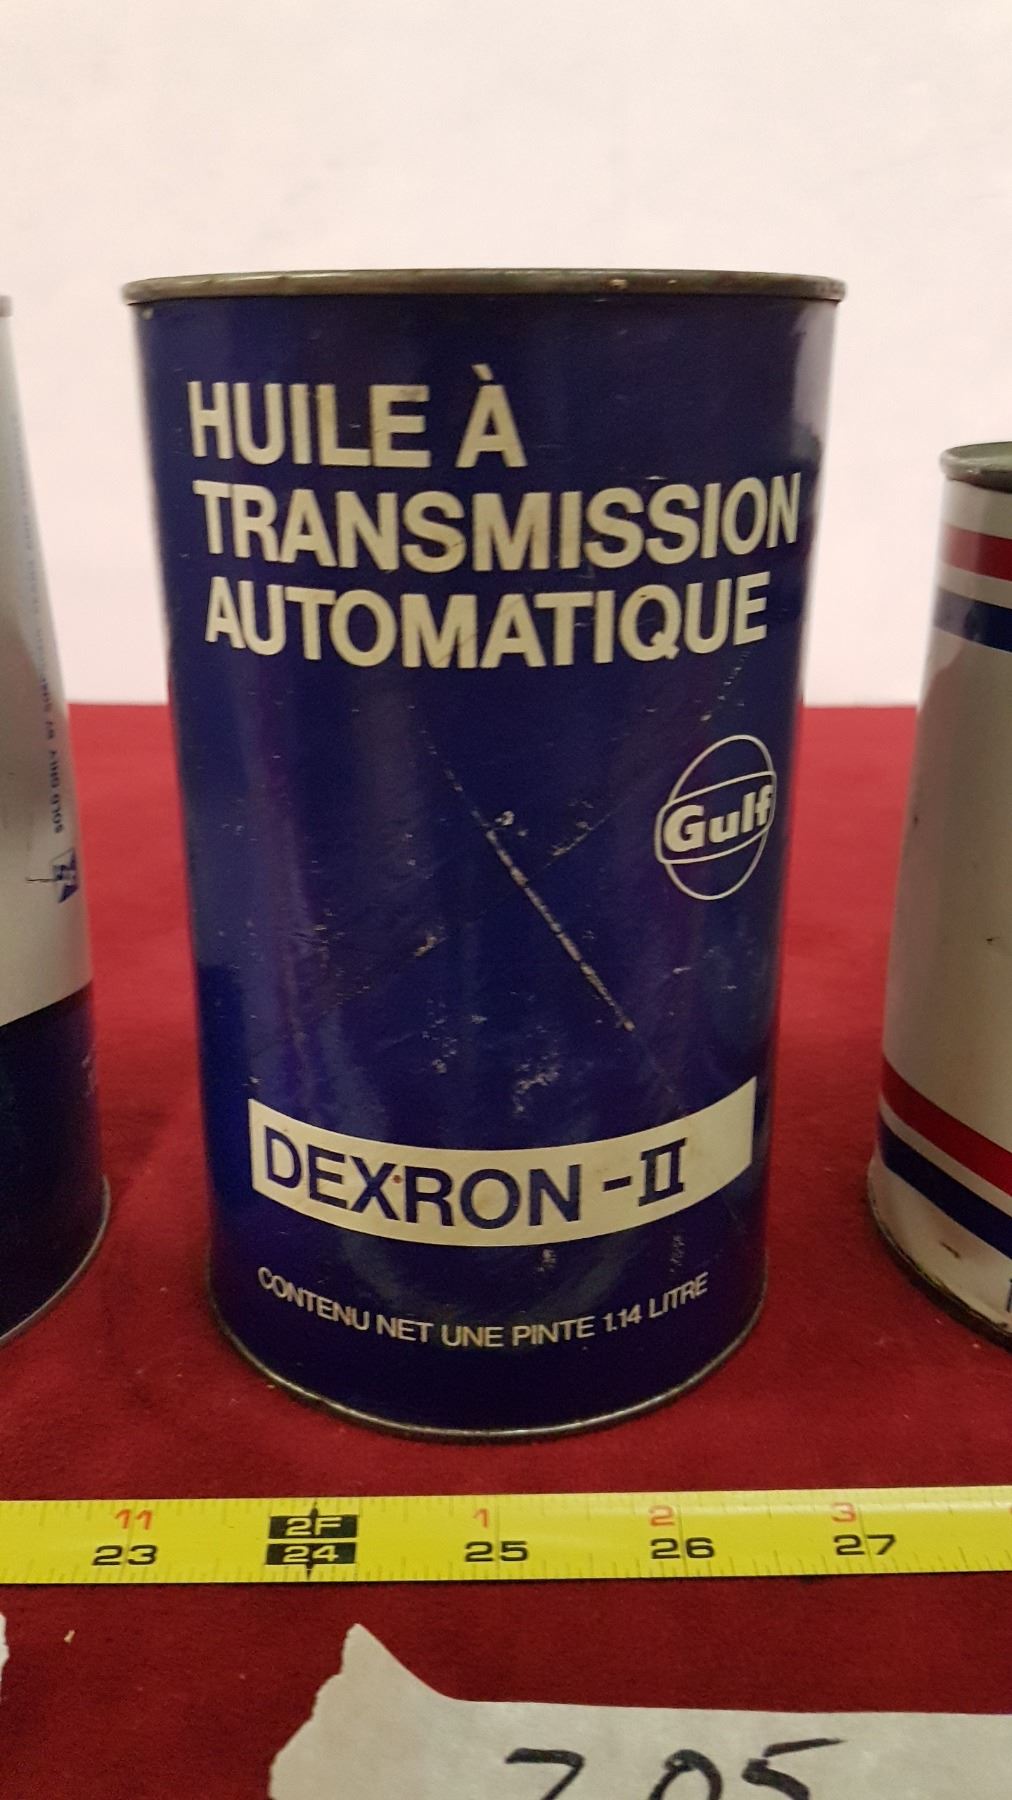 HUILE À
TRANSMISSION
AUTOMATIQUE
Gulf
DEXRON-II
CONTENU NET UNE PINTE 1.14 LITRE
11 2F 1 2 3
23 24 25 26 27
705